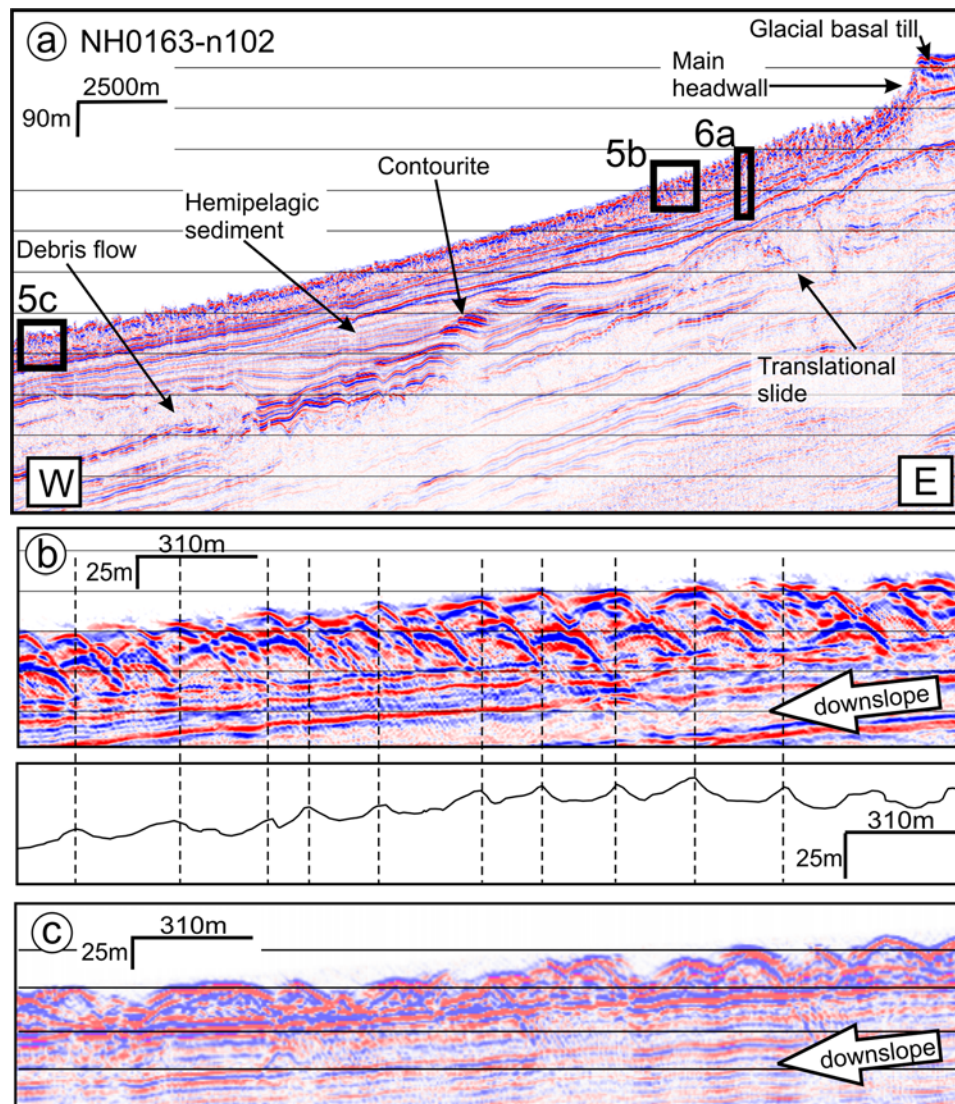 a NH0163-n102
Glacial basal till
Main
headwall
2500m
90m
6a
5b
Contourite
Hemipelagic
sediment
Debris flow
5c
Translational
slide
W
E
b
310m
25m
downslope
310m
25m
c
310m
25m
downslope